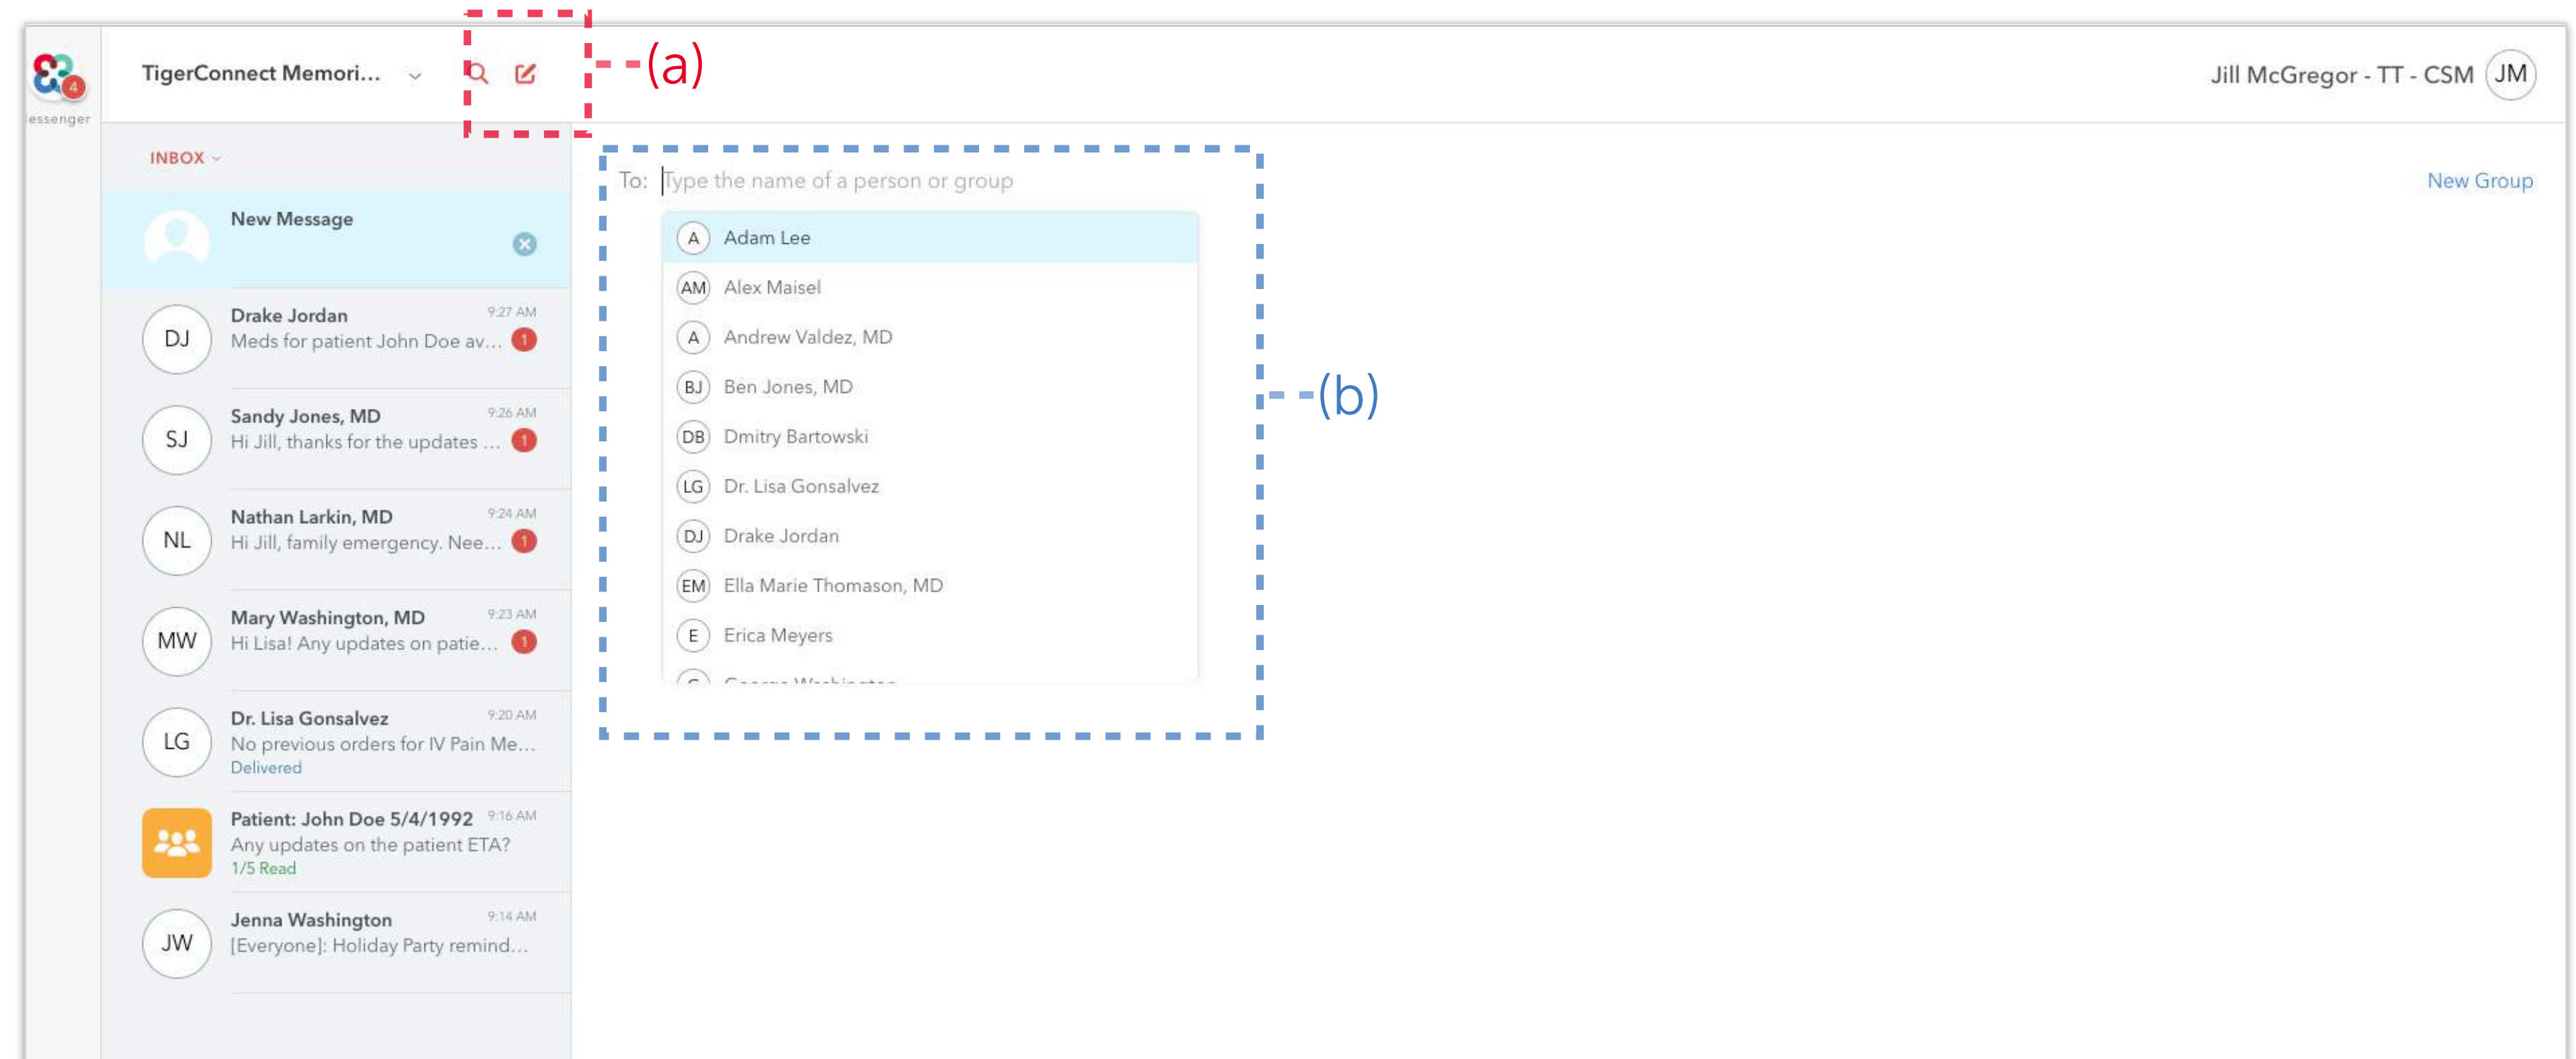 4
essenger
TigerConnect Memori...
(a)
Jill McGregor - TT - CSM JM
INBOX
New Message
DJ
Drake Jordan 9:27 AM
Meds for patient John Doe av... 1
SJ
Sandy Jones, MD 9:26 AM
Hi Jill, thanks for the updates ... 1
NL
Nathan Larkin, MD 9:24 AM
Hi Jill, family emergency. Nee... 1
MW
Mary Washington, MD 9:23 AM
Hi Lisa! Any updates on patie... 1
LG
Dr. Lisa Gonsalvez 9:20 AM
No previous orders for IV Pain Me...
Delivered
Patient: John Doe 5/4/1992 9:16 AM
Any updates on the patient ETA?
1/5 Read
JW
Jenna Washington 9:14 AM
[Everyone]: Holiday Party remind...
To: Type the name of a person or group
New Group
A Adam Lee
AM Alex Maisel
A Andrew Valdez, MD
BJ Ben Jones, MD
DB Dmitry Bartowski
LG Dr. Lisa Gonsalvez
DJ Drake Jordan
EM Ella Marie Thomason, MD
E Erica Meyers
George Washington
(b)